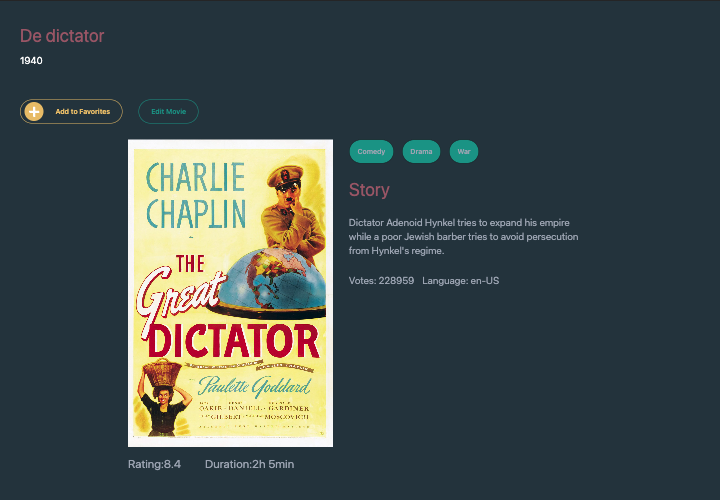 De dictator
1940
Add to Favorites
Edit Movie
CHARLIE
CHAPLIN
THE
Great
DICTATOR
Paulette Goddard
OAKIE · DANIELL · GARDINER
GILBERT
MOSCOVICH
Rating:8.4
Duration:2h 5min
Comedy
Drama
War
Story
Dictator Adenoid Hynkel tries to expand his empire
while a poor Jewish barber tries to avoid persecution
from Hynkel's regime.
Votes: 228959 Language: en-US